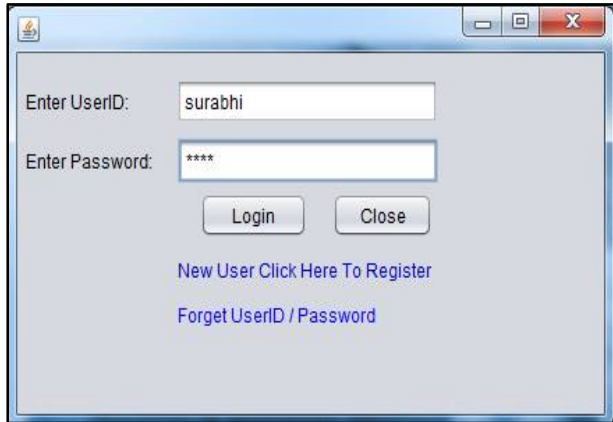 Enter UserID: surabhi
Enter Password: ****
Login Close
New User Click Here To Register
Forget UserID / Password